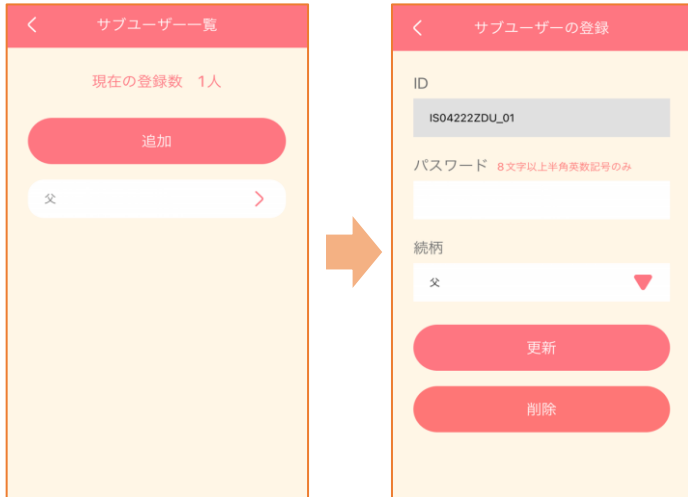 サブユーザー一覧
現在の登録数　1人
追加
父
サブユーザーの登録
ID
IS04222ZDU_01
パスワード　8文字以上半角英数記号のみ
続柄
父
更新
削除